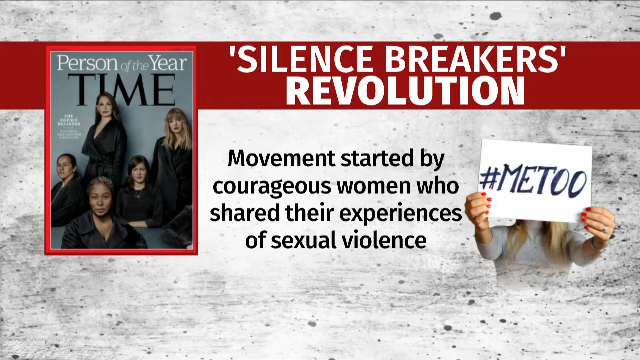 'SILENCE BREAKERS'
REVOLUTION
Person of the Year
TIME
THE
SILENCE
BREAKERS
Movement started by
courageous women who
shared their experiences
of sexual violence
#METOO